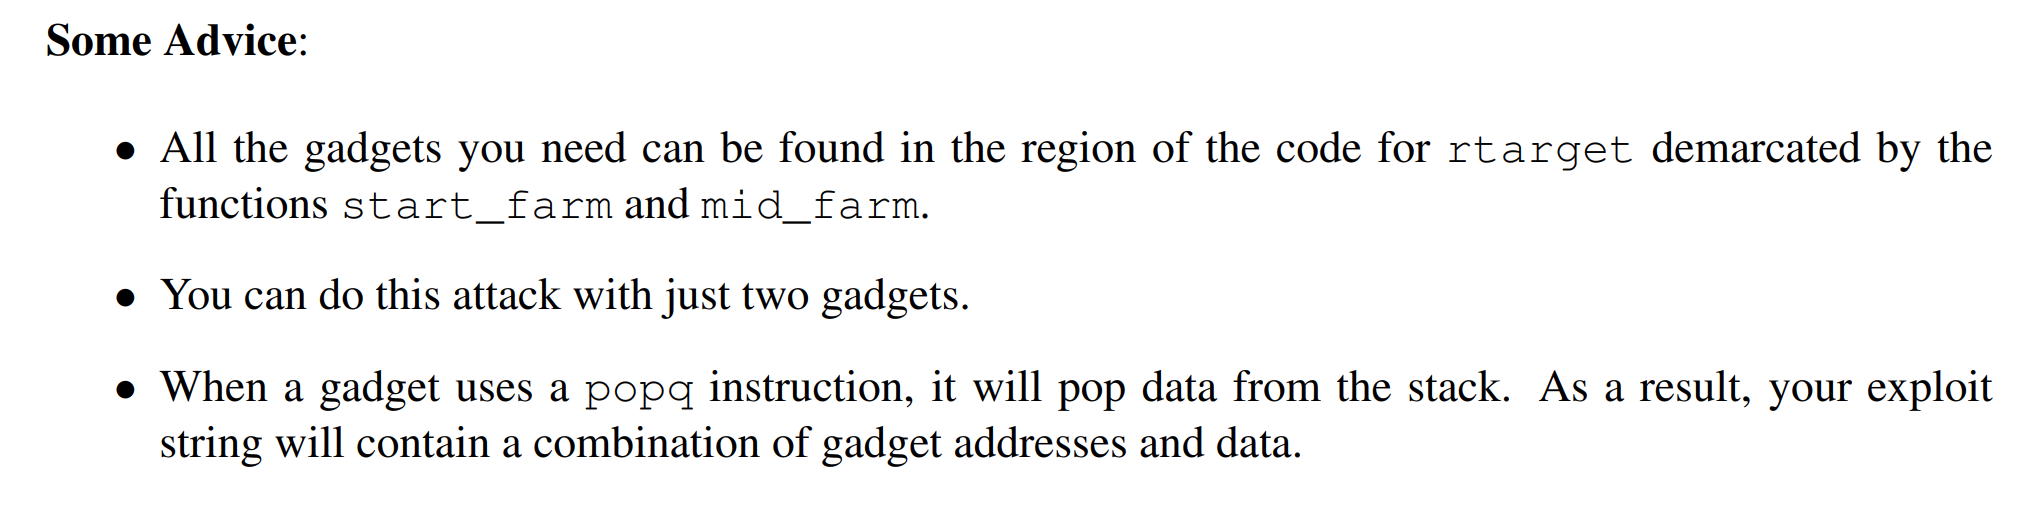 Some Advice:
• All the gadgets you need can be found in the region of the code for rtarget demarcated by the
functions start_farm and mid_farm.
• You can do this attack with just two gadgets.
• When a gadget uses a popq instruction, it will pop data from the stack. As a result, your exploit
string will contain a combination of gadget addresses and data.